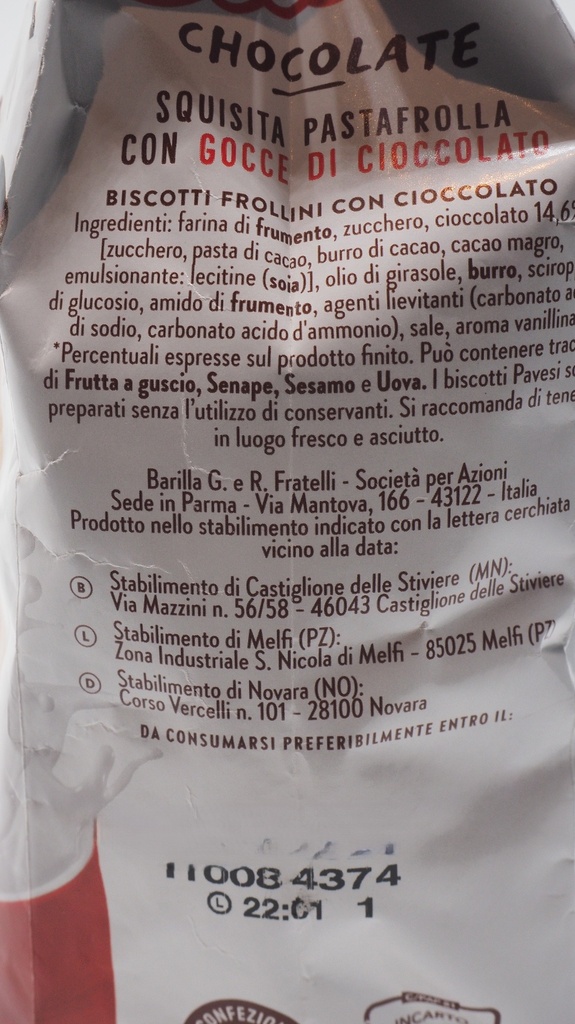 CHOCOLATE
SQUISITA PASTAFROLLA
CON GOCCE DI CIOCCOLATO
BISCOTTI FROLLINI CON CIOCCOLATO
Ingredienti: farina di frumento, zucchero, cioccolato 14,6
[zucchero, pasta di cacao, burro di cacao, cacao magro,
emulsionante: lecitine (soia)], olio di girasole, burro, scirop
di glucosio, amido di frumento, agenti lievitanti (carbonato a
di sodio, carbonato acido d'ammonio), sale, aroma vanillina
*Percentuali espresse sul prodotto finito. Può contenere trac
di Frutta a guscio, Senape, Sesamo e Uova. I biscotti Pavesi so
preparati senza l'utilizzo di conservanti. Si raccomanda di tene
in luogo fresco e asciutto.
Barilla G. e R. Fratelli - Società per Azioni
Sede in Parma - Via Mantova, 166 - 43122 - Italia
Prodotto nello stabilimento indicato con la lettera cerchiata
vicino alla data:
B Stabilimento di Castiglione delle Stiviere (MN):
Via Mazzini n. 56/58 - 46043 Castiglione delle Stiviere
L Stabilimento di Melfi (PZ):
Zona Industriale S. Nicola di Melfi - 85025 Melfi (PZ)
D Stabilimento di Novara (NO):
Corso Vercelli n. 101 - 28100 Novara
DA CONSUMARSI PREFERIBILMENTE ENTRO IL:
11008 4374
L 22:01 1
CONFEZIO
INCARTO